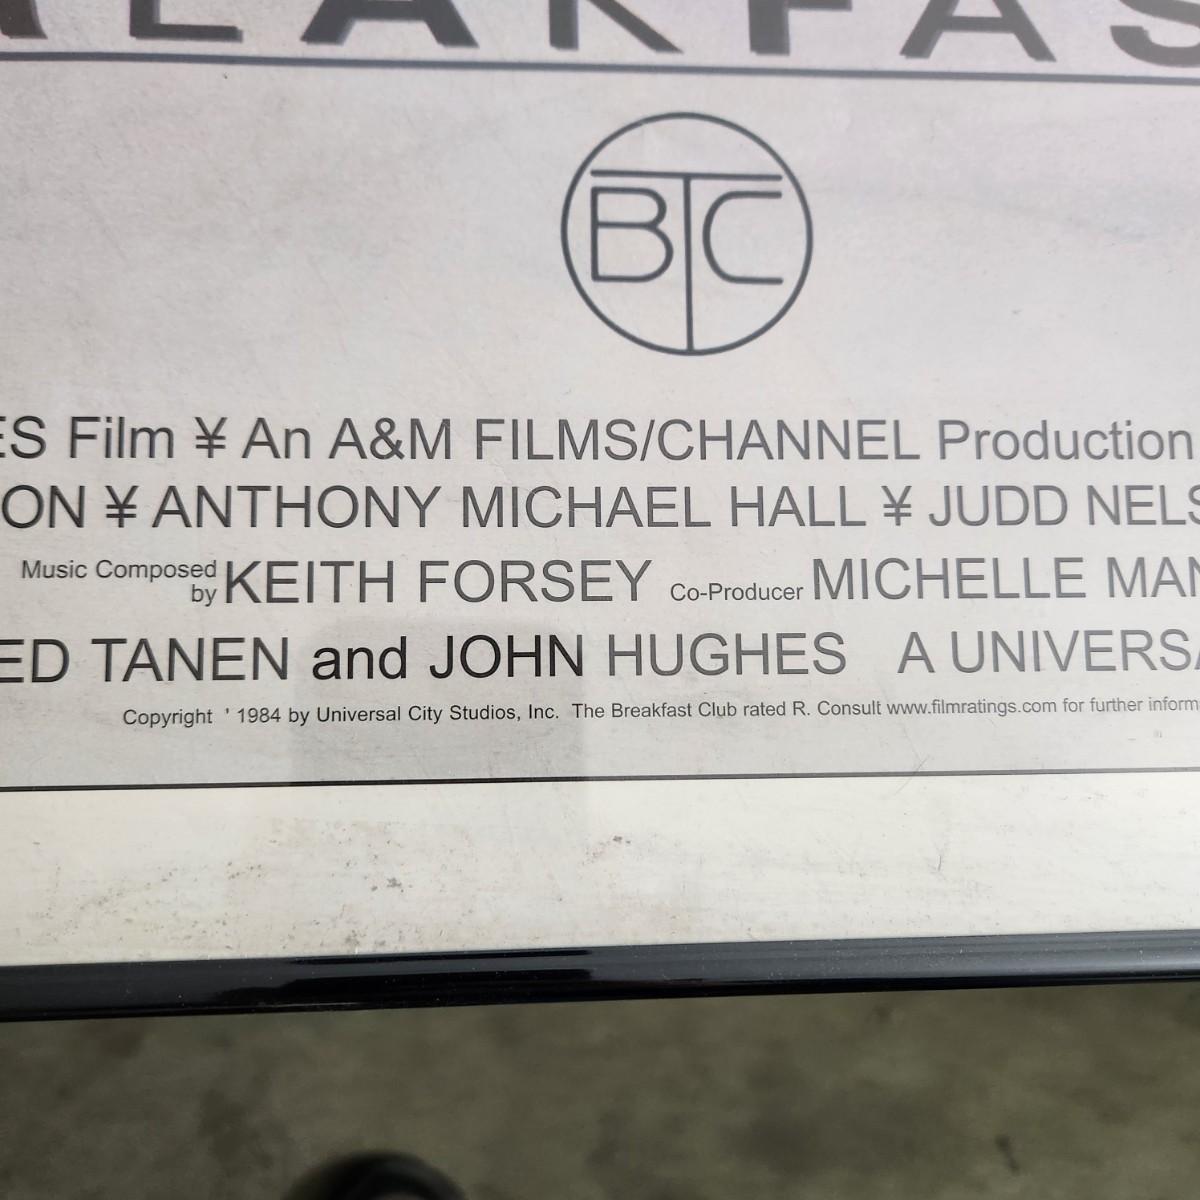 REAKFAS
BTC
ES Film ¥ An A&M FILMS/CHANNEL Production
ON ¥ ANTHONY MICHAEL HALL ¥ JUDD NELS
Music Composed by KEITH FORSEY Co-Producer MICHELLE MAN
ED TANEN and JOHN HUGHES A UNIVERSA
Copyright ' 1984 by Universal City Studios, Inc. The Breakfast Club rated R. Consult www.filmratings.com for further inform